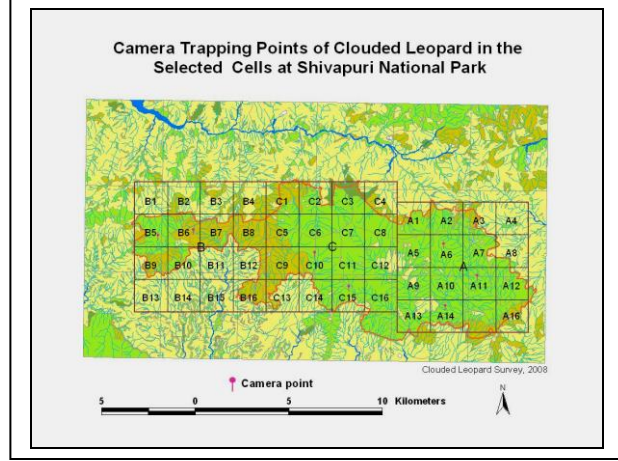 Camera Trapping Points of Clouded Leopard in the
Selected Cells at Shivapuri National Park
B1 B2 B3 B4 C1 C2 C3 C4
A1 A2 A3 A4
B5 B6 B7 B8 C5 C6 C7 C8
B C
A5 A6 A7 A8
A
B9 B10 B11 B12 C9 C10 C11 C12
A9 A10 A11 A12
B13 B14 B15 B16 C13 C14 C15 C16
A13 A14 A16
Clouded Leopard Survey, 2008
Camera point
N
5 0 5 10 Kilometers